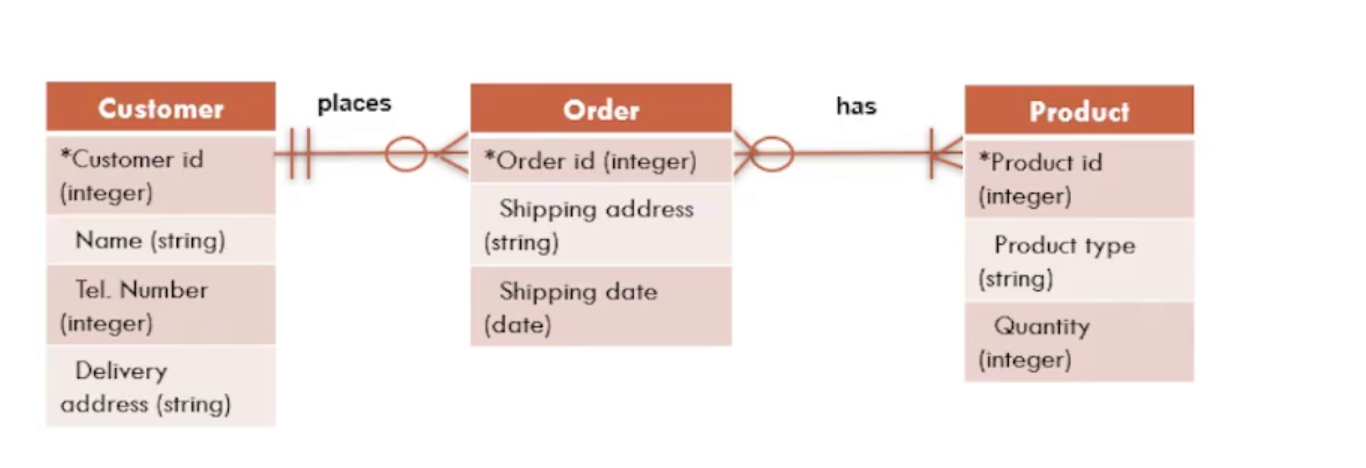 Customer
*Customer id
(integer)
Name (string)
Tel. Number
(integer)
Delivery
address (string)
places
Order
*Order id (integer)
Shipping address
(string)
Shipping date
(date)
has
Product
*Product id
(integer)
Product type
(string)
Quantity
(integer)